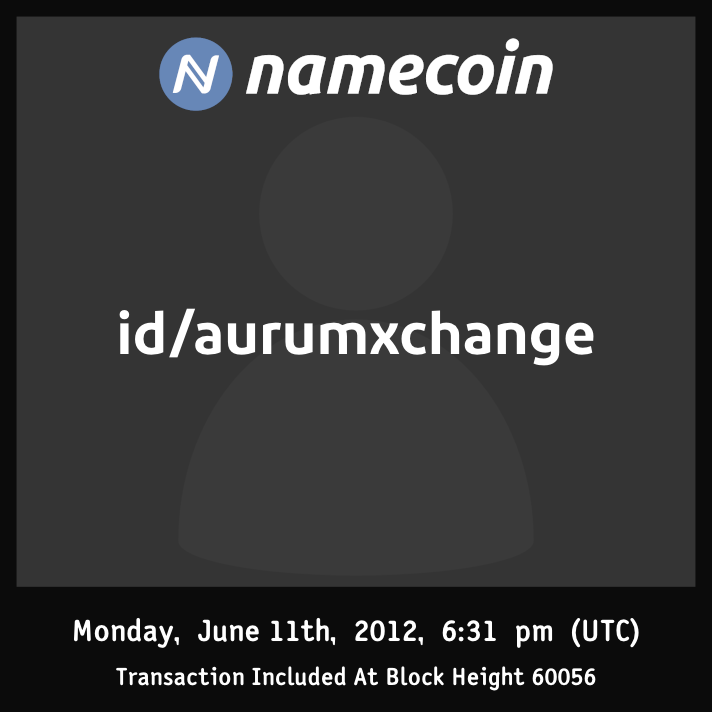 namecoin
id/aurumxchange
Monday, June 11th, 2012, 6:31 pm (UTC)
Transaction Included At Block Height 60056